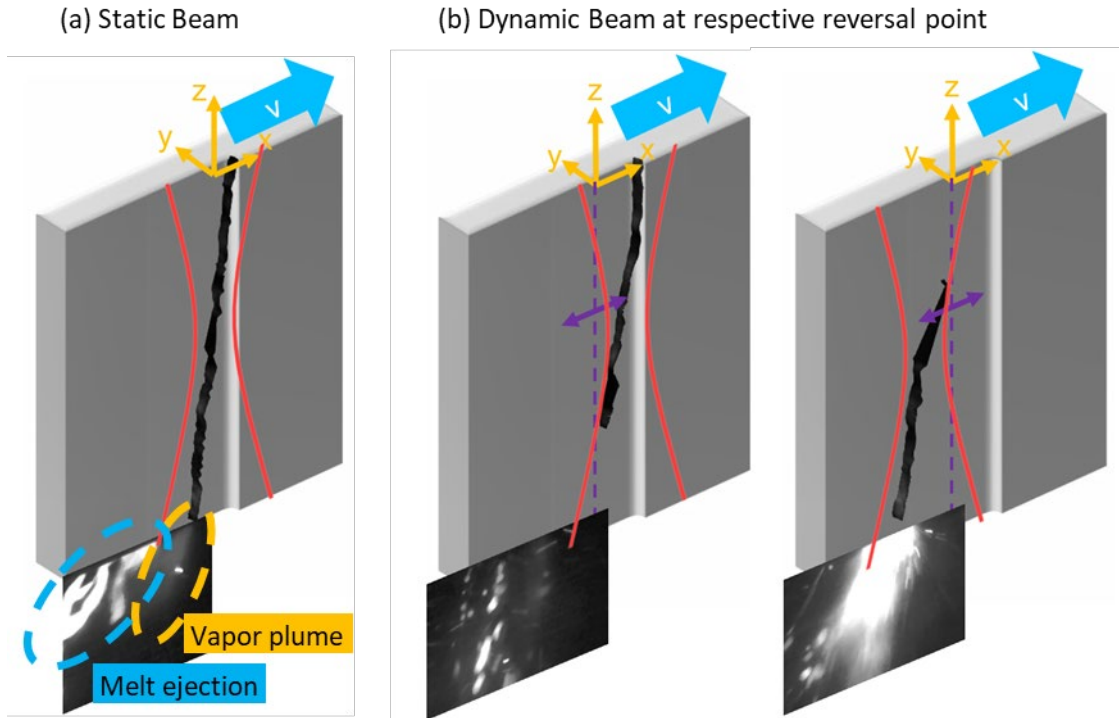 (a) Static Beam
(b) Dynamic Beam at respective reversal point
z
v
y
x
z
v
y
x
z
v
y
x
Vapor plume
Melt ejection